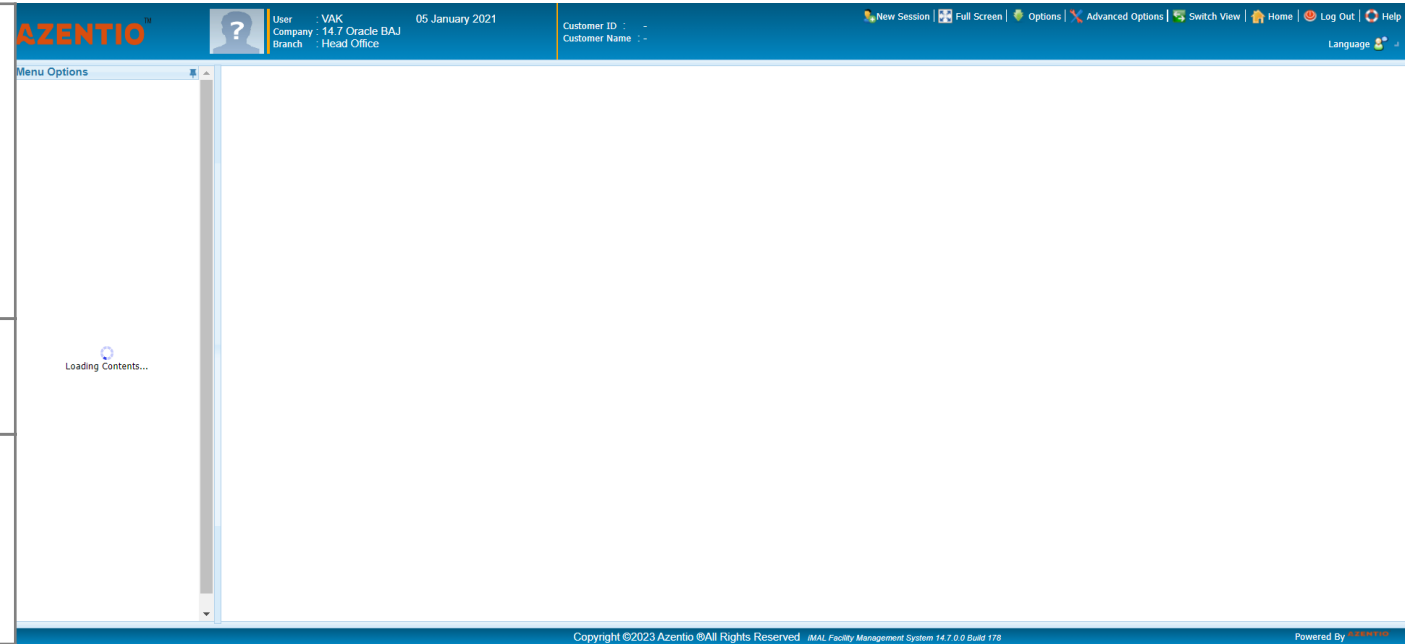 AZENTIO™
User : VAK 05 January 2021
Company : 14.7 Oracle BAJ
Branch : Head Office
Customer ID : -
Customer Name : -
New Session | Full Screen | Options | Advanced Options | Switch View | Home | Log Out | Help
Language
Menu Options
Loading Contents...
Copyright ©2023 Azentio ®All Rights Reserved iMAL Facility Management System 14.7.0.0 Build 178
Powered By AZENTIO